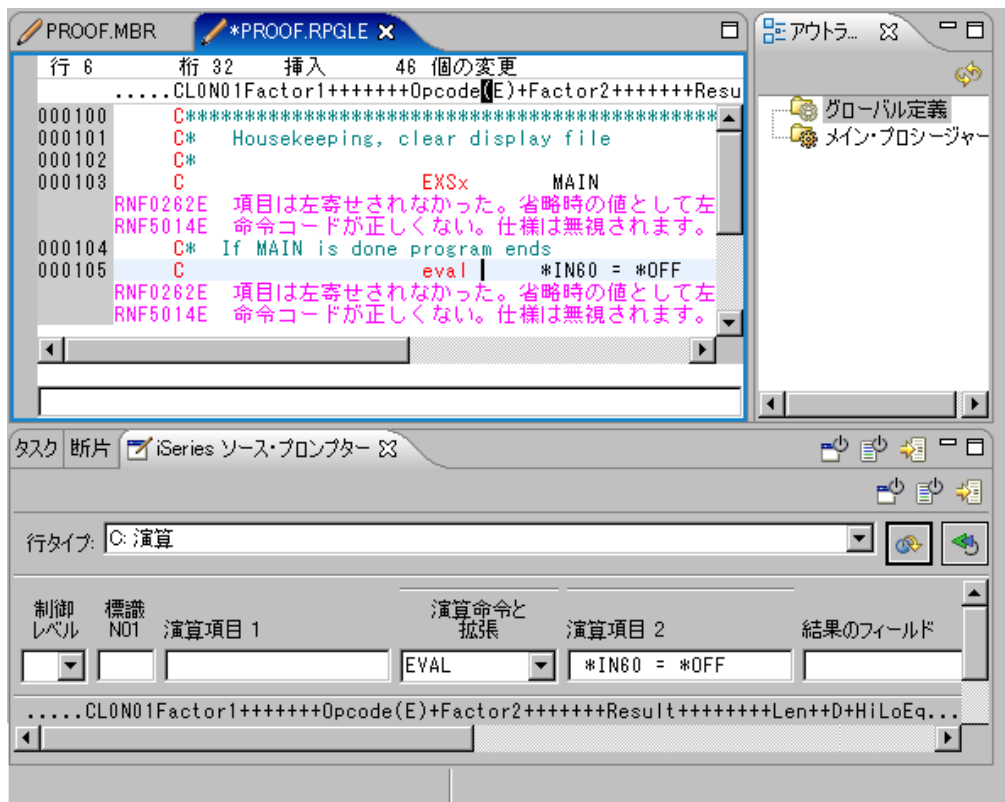 PROOF.MBR
*PROOF.RPGLE
行 6 桁 32 挿入 46 個の変更
.....CL0N01Factor1+++++++Opcode(E)+Factor2+++++++Resu
000100 C************************************************
000101 C* Housekeeping, clear display file
000102 C*
000103 C EXSx MAIN
RNF0262E 項目は左寄せされなかった。省略時の値として左
RNF5014E 命令コードが正しくない。仕様は無視されます。
000104 C* If MAIN is done program ends
000105 C eval *IN60 = *OFF
RNF0262E 項目は左寄せされなかった。省略時の値として左
RNF5014E 命令コードが正しくない。仕様は無視されます。
アウトラ...
グローバル定義
メイン・プロシージャー
タスク 断片 iSeries ソース・プロンプター
行タイプ: C: 演算
制御レベル
標識 N01
演算項目 1
演算命令と拡張
演算項目 2
結果のフィールド
EVAL
*IN60 = *OFF
.....CL0N01Factor1+++++++Opcode(E)+Factor2+++++++Result++++++++Len++D+HiLoEq...